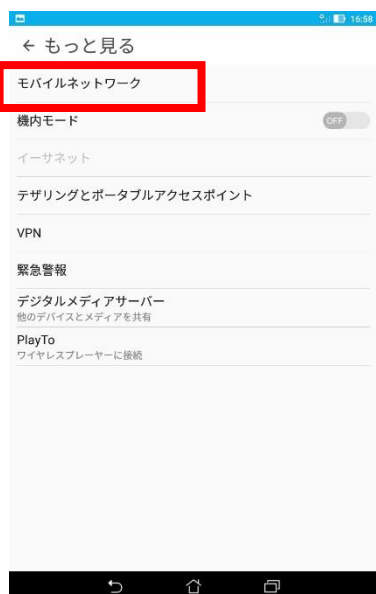 16:58
もっと見る
モバイルネットワーク
機内モード
OFF
イーサネット
テザリングとポータブルアクセスポイント
VPN
緊急警報
デジタルメディアサーバー
他のデバイスとメディアを共有
PlayTo
ワイヤレスプレーヤーに接続